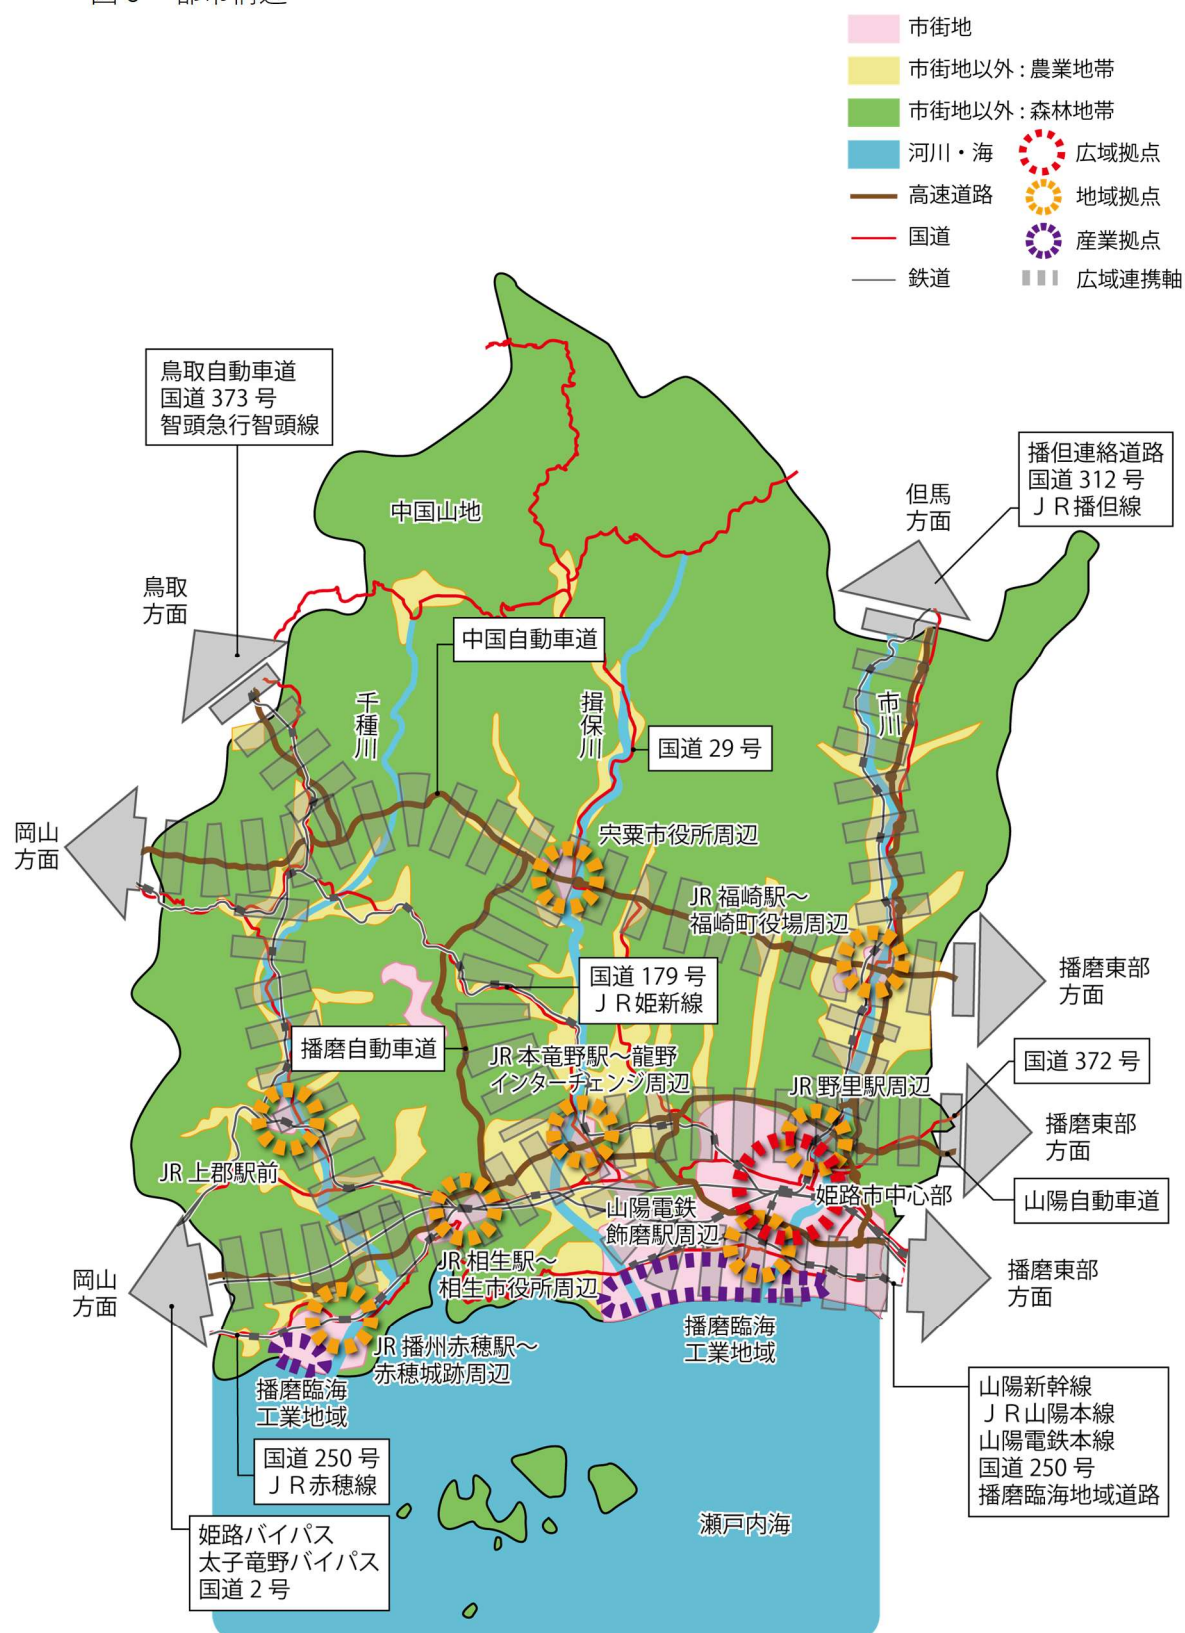 市街地
市街地以外：農業地帯
市街地以外：森林地帯
河川・海
広域拠点
高速道路
地域拠点
国道
産業拠点
鉄道
広域連携軸
鳥取自動車道
国道 373 号
智頭急行智頭線
播但連絡道路
国道 312 号
ＪＲ播但線
但馬
方面
中国山地
鳥取
方面
中国自動車道
千種川
揖保川
市川
国道 29 号
岡山
方面
宍粟市役所周辺
JR 福崎駅～
福崎町役場周辺
播磨東部
方面
国道 179 号
ＪＲ姫新線
播磨自動車道
JR 本竜野駅～龍野
インターチェンジ周辺
JR 野里駅周辺
国道 372 号
播磨東部
方面
JR 上郡駅前
山陽自動車道
姫路市中心部
山陽電鉄
飾磨駅周辺
JR 相生駅～
相生市役所周辺
岡山
方面
播磨東部
方面
播磨臨海
工業地域
JR 播州赤穂駅～
赤穂城跡周辺
播磨臨海
工業地域
山陽新幹線
ＪＲ山陽本線
山陽電鉄本線
国道 250 号
播磨臨海地域道路
国道 250 号
ＪＲ赤穂線
瀬戸内海
姫路バイパス
太子竜野バイパス
国道 2 号